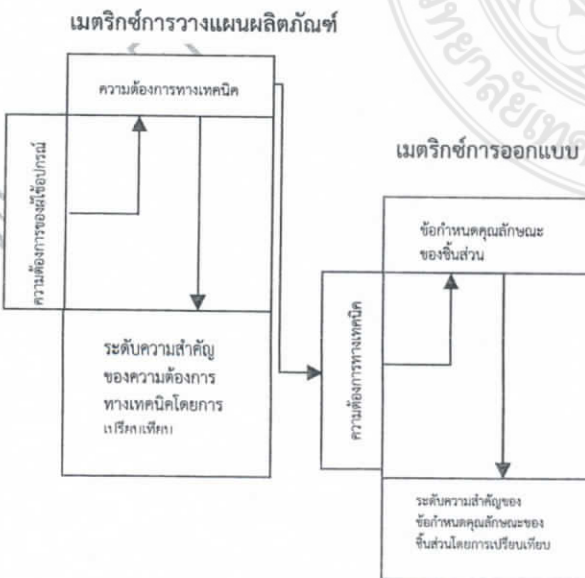 เมตริกซ์การวางแผนผลิตภัณฑ์
ความต้องการทางเทคนิค
ความต้องการของผู้ใช้อุปกรณ์
ระดับความสำคัญ
ของความต้องการ
ทางเทคนิคโดยการ
เปรียบเทียบ
เมตริกซ์การออกแบบ
ข้อกำหนดคุณลักษณะ
ของชิ้นส่วน
ความต้องการทางเทคนิค
ระดับความสำคัญของ
ข้อกำหนดคุณลักษณะของ
ชิ้นส่วนโดยการเปรียบเทียบ